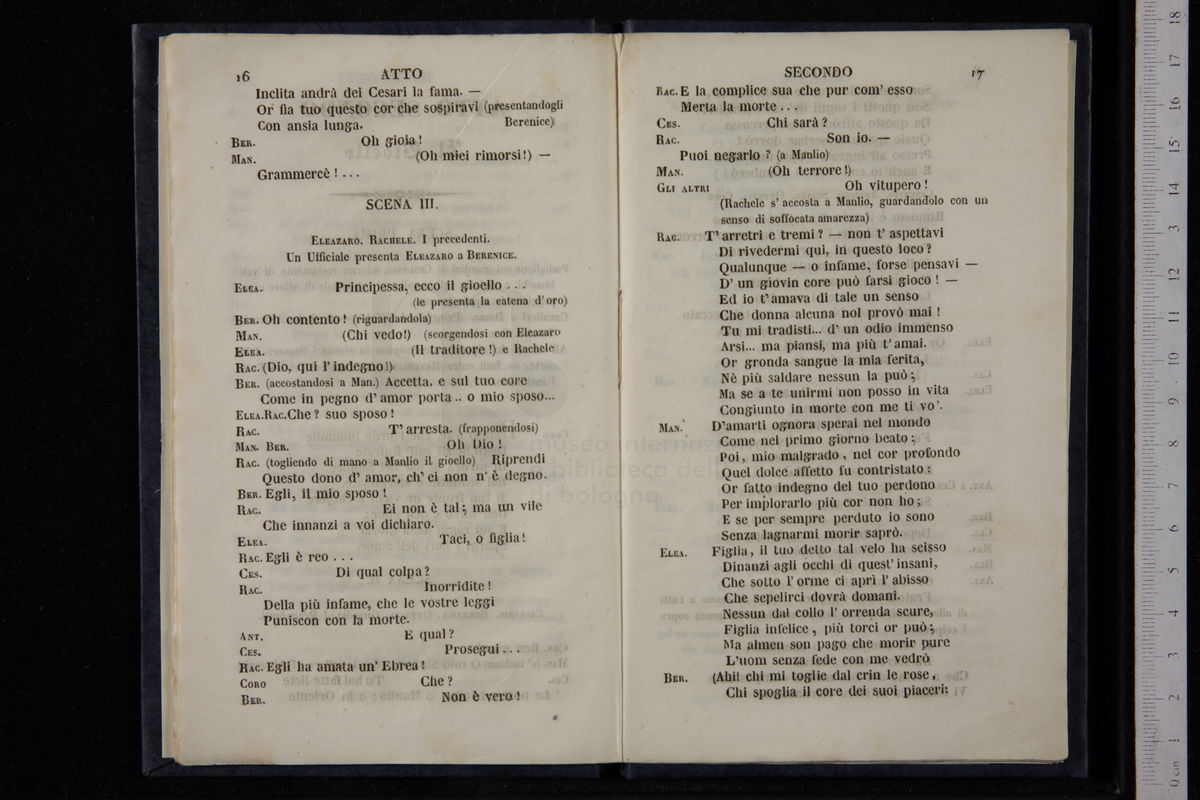 16 ATTO
Inclita andrà dei Cesari la fama. —
Or fia tuo questo cor che sospiravi (presentandogli
Con ansia lunga. Berenice)
BER. Oh gioia!
MAN. (Oh miei rimorsi!) —
Grammercè! ...
SCENA III.
ELEAZARO. RACHELE. I precedenti.
Un Ufficiale presenta ELEAZARO a BERENICE.
ELEA. Principessa, ecco il gioello ...
(le presenta la catena d'oro)
BER. Oh contento! (riguardandola)
MAN. (Chi vedo!) (scorgendosi con Eleazaro
ELEA. (Il traditore!) e Rachele
RAC. (Dio, qui l'indegno!)
BER. (accostandosi a Man.) Accetta, e sul tuo core
Come in pegno d'amor porta .. o mio sposo...
ELEA.RAC. Che? suo sposo!
RAC. T'arresta. (frapponendosi)
MAN. BER. Oh Dio!
RAC. (togliendo di mano a Manlio il gioello) Riprendi
Questo dono d'amor, ch'ei non n'è degno.
BER. Egli, il mio sposo!
RAC. Ei non è tal; ma un vile
Che innanzi a voi dichiaro.
ELEA. Taci, o figlia!
RAC. Egli è reo ...
CES. Di qual colpa?
RAC. Inorridite!
Della più infame, che le vostre leggi
Puniscon con la morte.
ANT. E qual?
CES. Prosegui...
RAC. Egli ha amata un'Ebrea!
CORO Che?
BER. Non è vero!
SECONDO 17
RAC. E la complice sua che pur com'esso
Merta la morte...
CES. Chi sarà?
RAC. Son io. —
Puoi negarlo? (a Manlio)
MAN. (Oh terrore!)
GLI ALTRI Oh vitupero!
(Rachele s'accosta a Manlio, guardandolo con un
senso di soffocata amarezza)
RAC. T'arretri e tremi? — non t'aspettavi
Di rivedermi qui, in questo loco?
Qualunque — o infame, forse pensavi —
D'un giovin core può farsi gioco! —
Ed io t'amava di tale un senso
Che donna alcuna nol provò mai!
Tu mi tradisti... d'un odio immenso
Arsi... ma piansi, ma più t'amai.
Or gronda sangue la mia ferita,
Nè più saldare nessun la può;
Ma se a te unirmi non posso in vita
Congiunto in morte con me ti vo'.
MAN. D'amarti ognora sperai nel mondo
Come nel primo giorno beato;
Poi, mio malgrado, nel cor profondo
Quel dolce affetto fu contristato:
Or fatto indegno del tuo perdono
Per implorarlo più cor non ho;
E se per sempre perduto io sono
Senza lagnarmi morir saprò.
ELEA. Figlia, il tuo detto tal velo ha scisso
Dinanzi agli occhi di quest'insani,
Che sotto l'orme ci aprì l'abisso
Che sepelirci dovrà domani.
Nessun dal collo l'orrenda scure,
Figlia infelice, più torci or può;
Ma almen son pago che morir pure
L'uom senza fede con me vedrò
BER. (Ahi! chi mi toglie dal crin le rose,
Chi spoglia il core dei suoi piaceri: